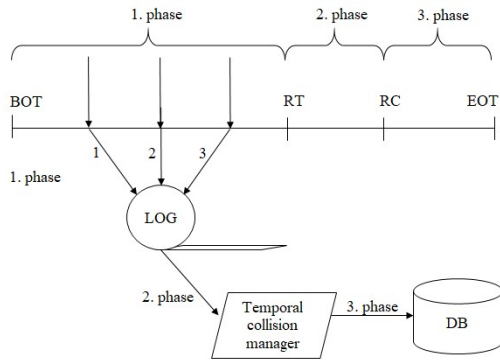 1. phase
2. phase
3. phase
BOT
RT
RC
EOT
1
2
3
1. phase
LOG
2. phase
Temporal
collision
manager
3. phase
DB